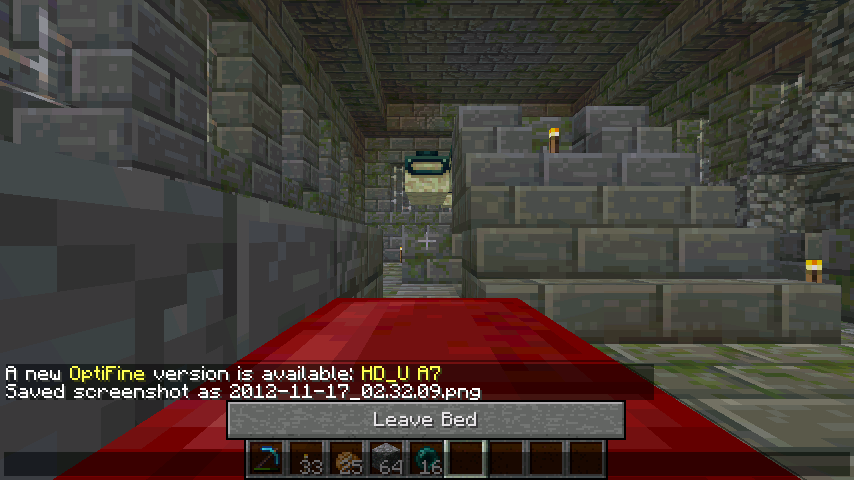 A new OptiFine version is available: HD_U A7
Saved screenshot as 2012-11-17_02.32.09.png
Leave Bed
33 25 64 16